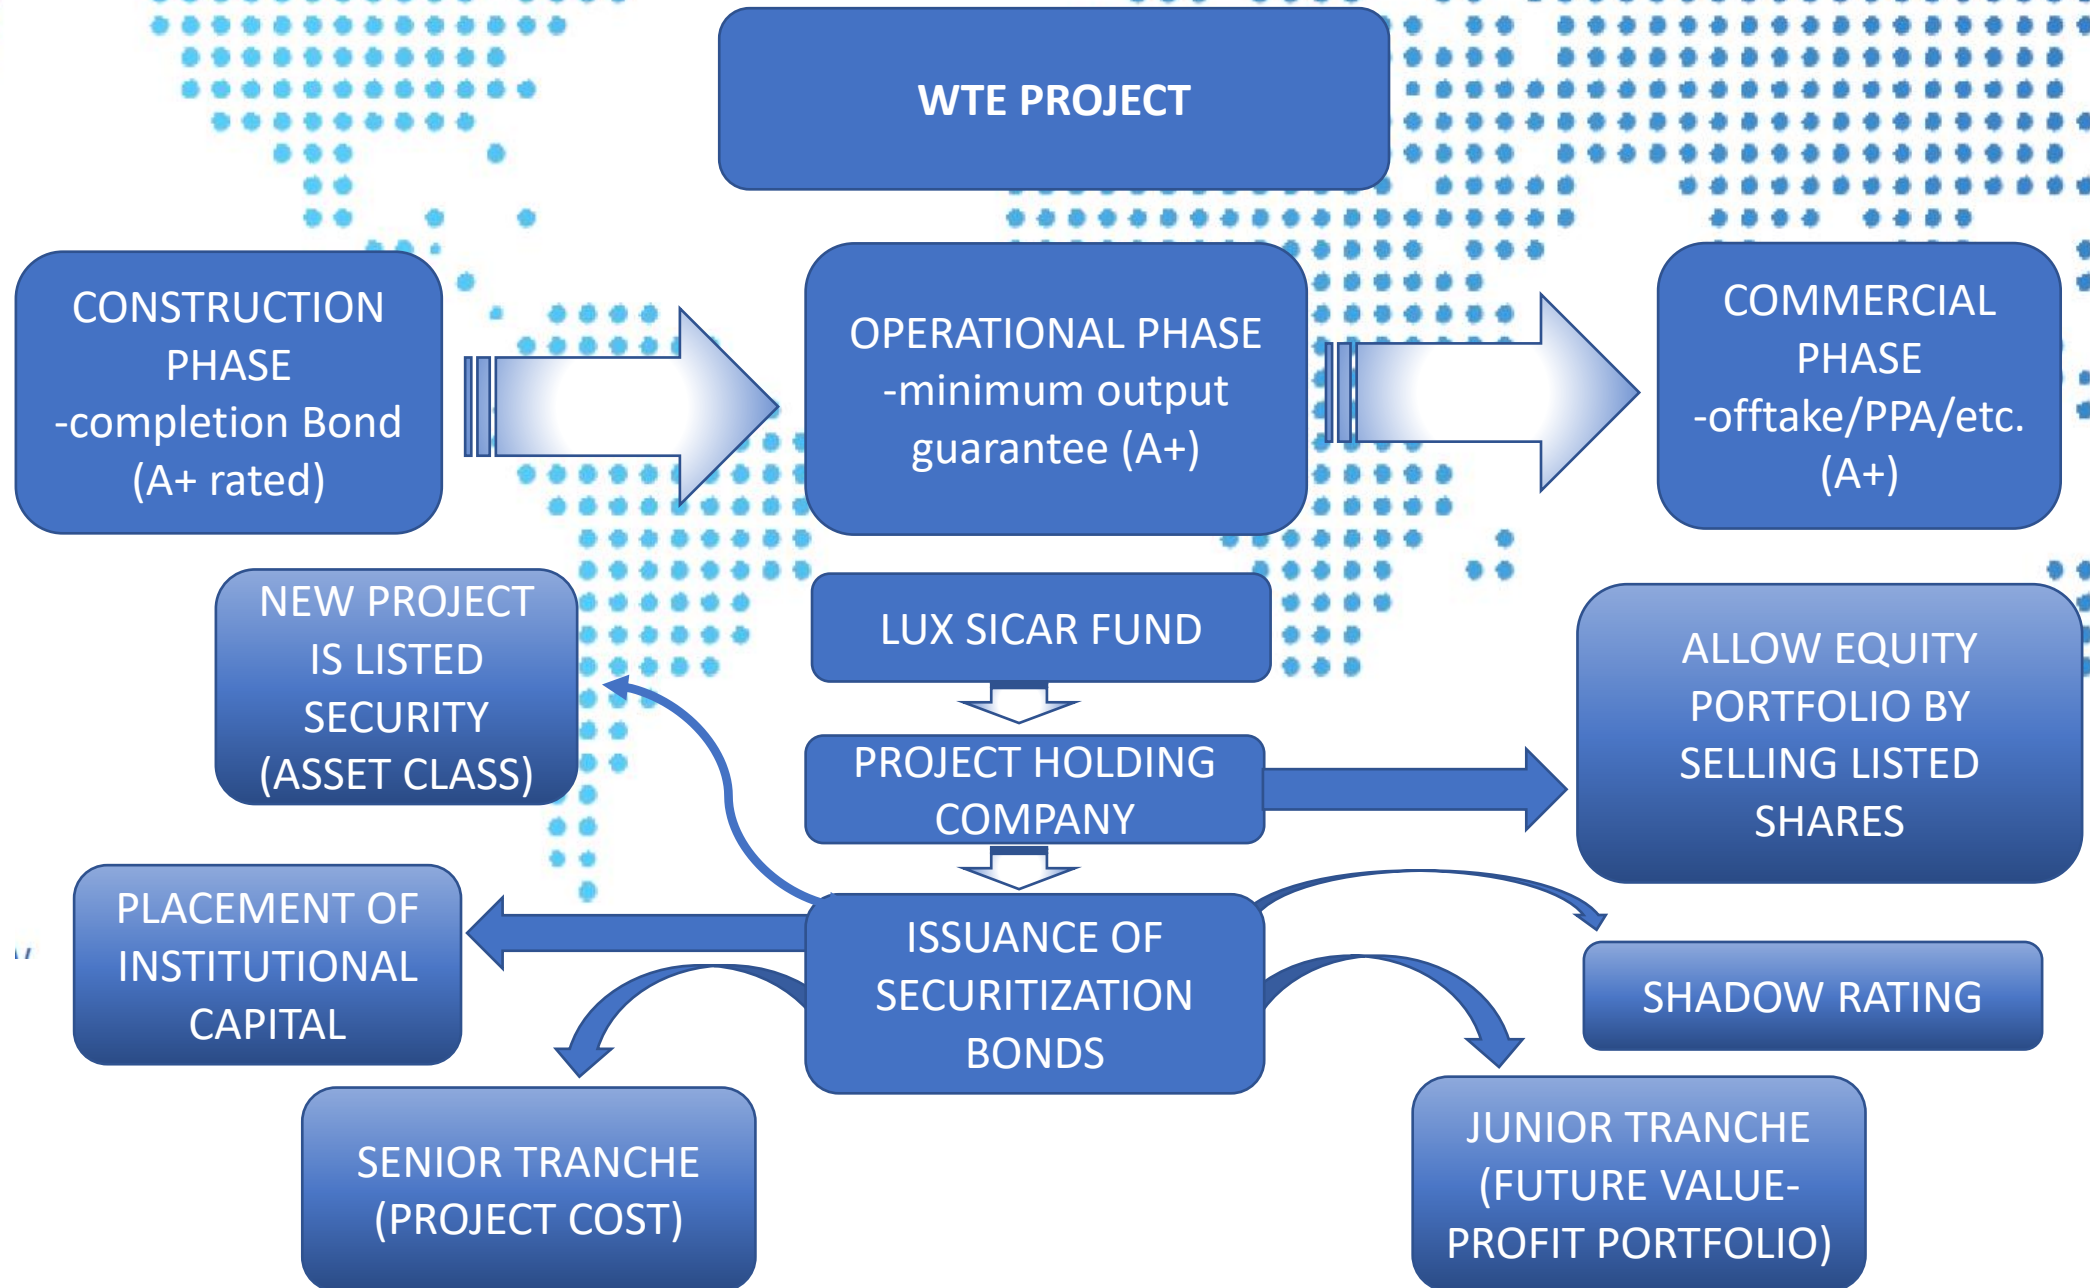 WTE PROJECT
CONSTRUCTION
PHASE
-completion Bond
(A+ rated)
OPERATIONAL PHASE
-minimum output
guarantee (A+)
COMMERCIAL
PHASE
-offtake/PPA/etc.
(A+)
NEW PROJECT
IS LISTED
SECURITY
(ASSET CLASS)
LUX SICAR FUND
ALLOW EQUITY
PORTFOLIO BY
SELLING LISTED
SHARES
PROJECT HOLDING
COMPANY
PLACEMENT OF
INSTITUTIONAL
CAPITAL
ISSUANCE OF
SECURITIZATION
BONDS
SHADOW RATING
SENIOR TRANCHE
(PROJECT COST)
JUNIOR TRANCHE
(FUTURE VALUE-
PROFIT PORTFOLIO)